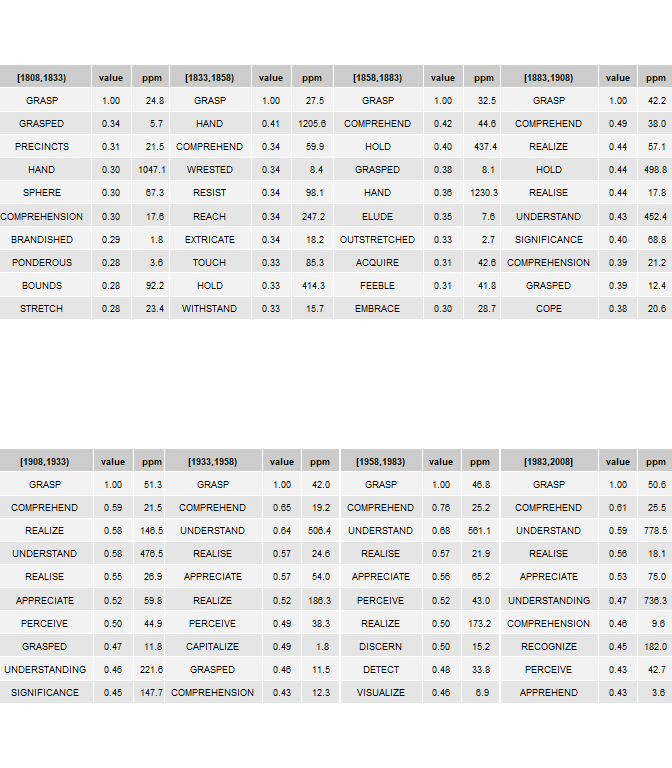 [1808,1833) value ppm [1833,1858) value ppm [1858,1883) value ppm [1883,1908) value ppm
GRASP 1.00 24.8 GRASP 1.00 27.5 GRASP 1.00 32.5 GRASP 1.00 42.2
GRASPED 0.34 5.7 HAND 0.41 1205.6 COMPREHEND 0.42 44.6 COMPREHEND 0.49 38.0
PRECINCTS 0.31 21.5 COMPREHEND 0.34 59.9 HOLD 0.40 437.4 REALIZE 0.44 57.1
HAND 0.30 1047.1 WRESTED 0.34 8.4 GRASPED 0.38 8.1 HOLD 0.44 498.8
SPHERE 0.30 67.3 RESIST 0.34 98.1 HAND 0.36 1230.3 REALISE 0.44 17.8
COMPREHENSION 0.30 17.6 REACH 0.34 247.2 ELUDE 0.35 7.6 UNDERSTAND 0.43 452.4
BRANDISHED 0.29 1.8 EXTRICATE 0.34 18.2 OUTSTRETCHED 0.33 2.7 SIGNIFICANCE 0.40 68.8
PONDEROUS 0.28 3.6 TOUCH 0.33 85.3 ACQUIRE 0.31 42.6 COMPREHENSION 0.39 21.2
BOUNDS 0.28 92.2 HOLD 0.33 414.3 FEEBLE 0.31 41.8 GRASPED 0.39 12.4
STRETCH 0.28 23.4 WITHSTAND 0.33 15.7 EMBRACE 0.30 28.7 COPE 0.38 20.6
[1908,1933) value ppm [1933,1958) value ppm [1958,1983) value ppm [1983,2008] value ppm
GRASP 1.00 51.3 GRASP 1.00 42.0 GRASP 1.00 46.8 GRASP 1.00 50.6
COMPREHEND 0.59 21.5 COMPREHEND 0.65 19.2 COMPREHEND 0.76 25.2 COMPREHEND 0.61 25.5
REALIZE 0.58 146.5 UNDERSTAND 0.64 506.4 UNDERSTAND 0.68 561.1 UNDERSTAND 0.59 778.5
UNDERSTAND 0.58 476.5 REALISE 0.57 24.6 REALISE 0.57 21.9 REALISE 0.56 18.1
REALISE 0.55 26.9 APPRECIATE 0.57 54.0 APPRECIATE 0.56 65.2 APPRECIATE 0.53 75.0
APPRECIATE 0.52 59.8 REALIZE 0.52 186.3 PERCEIVE 0.52 43.0 UNDERSTANDING 0.47 736.3
PERCEIVE 0.50 44.9 PERCEIVE 0.49 38.3 REALIZE 0.50 173.2 COMPREHENSION 0.46 9.6
GRASPED 0.47 11.8 CAPITALIZE 0.49 1.8 DISCERN 0.50 15.2 RECOGNIZE 0.45 182.0
UNDERSTANDING 0.46 221.6 GRASPED 0.46 11.5 DETECT 0.48 33.8 PERCEIVE 0.43 42.7
SIGNIFICANCE 0.45 147.7 COMPREHENSION 0.43 12.3 VISUALIZE 0.46 6.9 APPREHEND 0.43 3.6